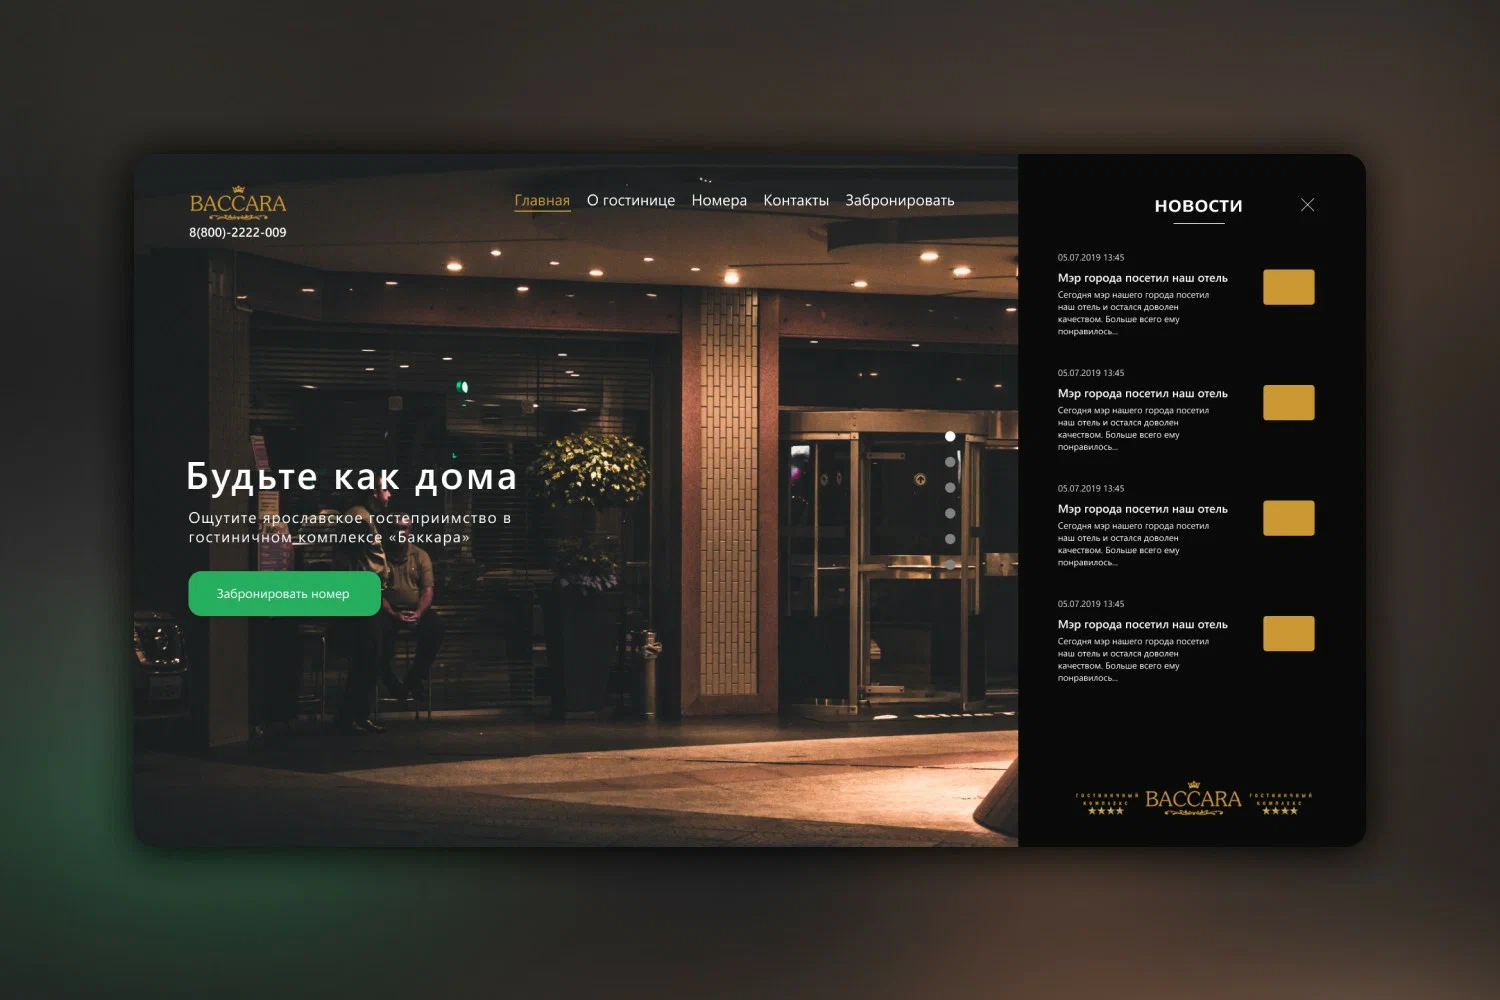 BACCARA
8(800)-2222-009
Главная О гостинице Номера Контакты Забронировать
Будьте как дома
Ощутите ярославское гостеприимство в
гостиничном комплексе «Баккара»
Забронировать номер
НОВОСТИ
05.07.2019 13:45
Мэр города посетил наш отель
Сегодня мэр нашего города посетил
наш отель и остался доволен
качеством. Больше всего ему
понравилось...
05.07.2019 13:45
Мэр города посетил наш отель
Сегодня мэр нашего города посетил
наш отель и остался доволен
качеством. Больше всего ему
понравилось...
05.07.2019 13:45
Мэр города посетил наш отель
Сегодня мэр нашего города посетил
наш отель и остался доволен
качеством. Больше всего ему
понравилось...
05.07.2019 13:45
Мэр города посетил наш отель
Сегодня мэр нашего города посетил
наш отель и остался доволен
качеством. Больше всего ему
понравилось...
ГОСТИНИЧНЫЙ
КОМПЛЕКС
BACCARA
ГОСТИНИЧНЫЙ
КОМПЛЕКС